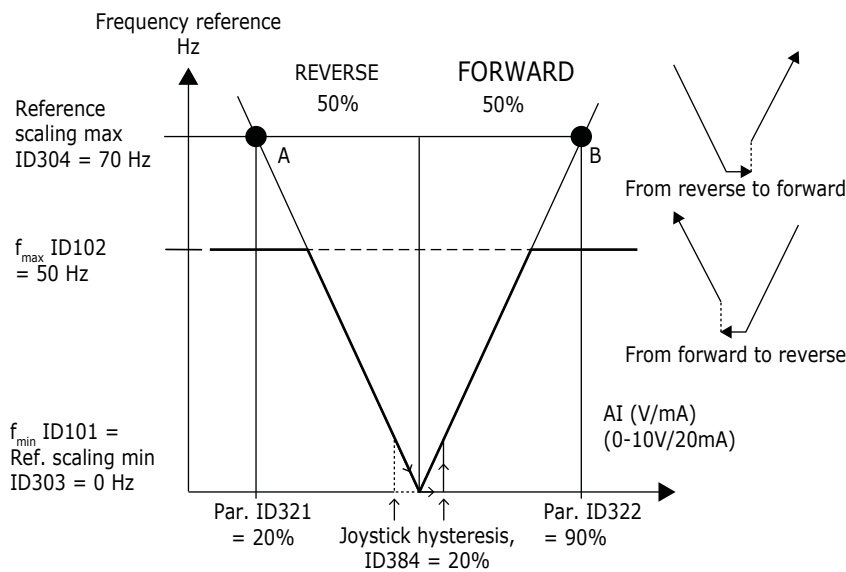 Frequency reference
Hz
REVERSE
50%
FORWARD
50%
Reference
scaling max
ID304 = 70 Hz
A
B
From reverse to forward
fmax ID102
= 50 Hz
From forward to reverse
AI (V/mA)
(0-10V/20mA)
fmin ID101 =
Ref. scaling min
ID303 = 0 Hz
Par. ID321
= 20%
Joystick hysteresis,
ID384 = 20%
Par. ID322
= 90%